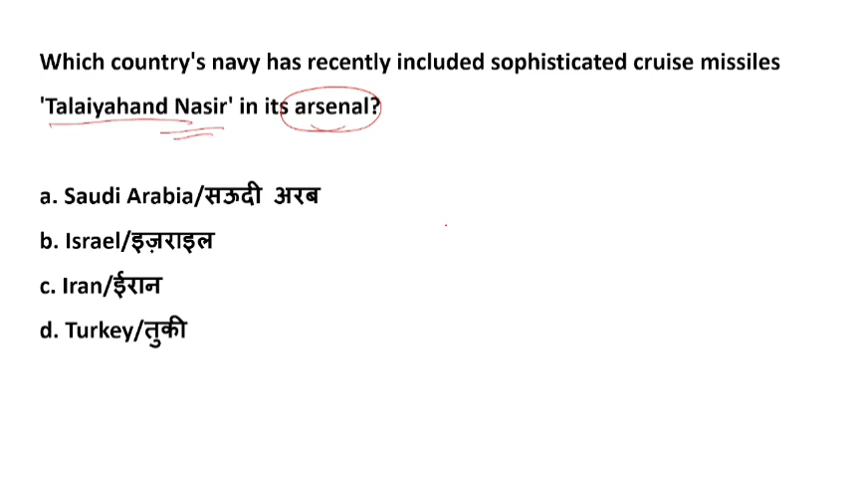 Which country's navy has recently included sophisticated cruise missiles
'Talaiyahand Nasir' in its arsenal?
a. Saudi Arabia/सऊदी अरब
b. Israel/इज़राइल
c. Iran/ईरान
d. Turkey/तुकी